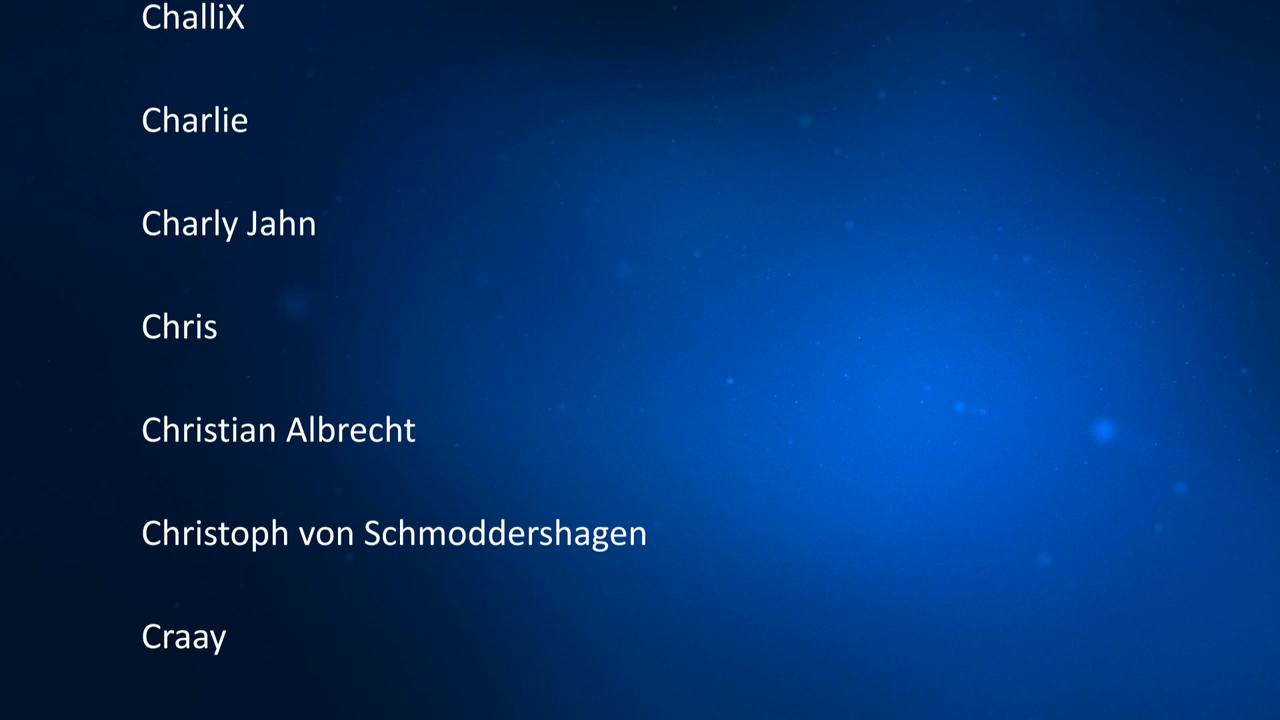 ChalliX
Charlie
Charly Jahn
Chris
Christian Albrecht
Christoph von Schmoddershagen
Craay